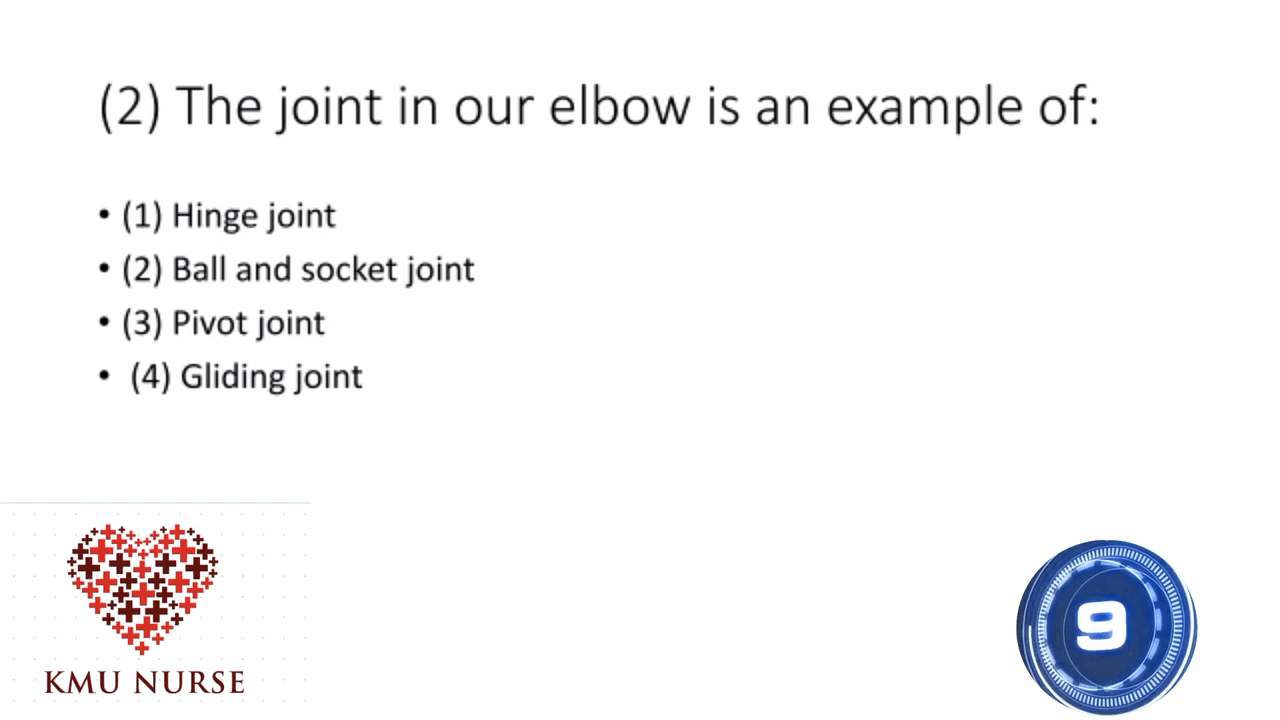 (2) The joint in our elbow is an example of:
• (1) Hinge joint
• (2) Ball and socket joint
• (3) Pivot joint
• (4) Gliding joint
KMU NURSE
9